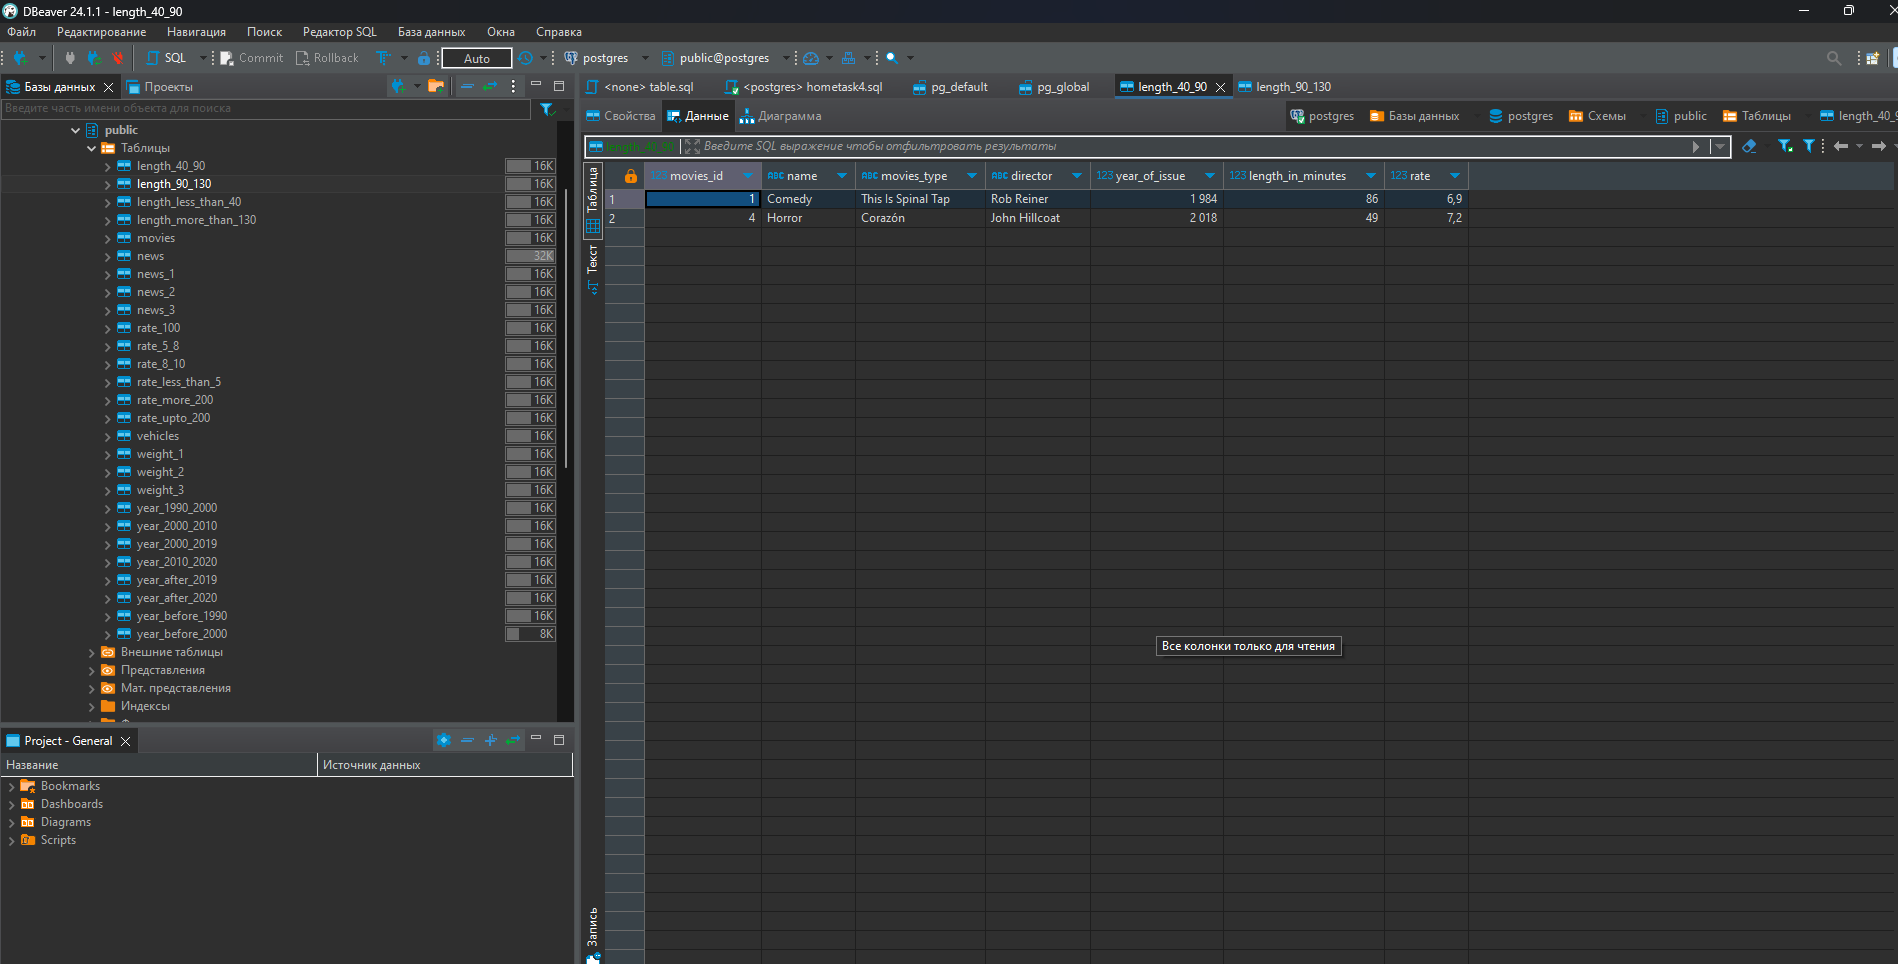 DBeaver 24.1.1 - length_40_90
Файл Редактирование Навигация Поиск Редактор SQL База данных Окна Справка
SQL Commit Rollback Auto postgres public@postgres
Базы данных Проекты
Введите часть имени объекта для поиска
public
Таблицы
length_40_90 16K
length_90_130 16K
length_less_than_40 16K
length_more_than_130 16K
movies 16K
news 32K
news_1 16K
news_2 16K
news_3 16K
rate_100 16K
rate_5_8 16K
rate_8_10 16K
rate_less_than_5 16K
rate_more_200 16K
rate_upto_200 16K
vehicles 16K
weight_1 16K
weight_2 16K
weight_3 16K
year_1990_2000 16K
year_2000_2010 16K
year_2000_2019 16K
year_2010_2020 16K
year_after_2019 16K
year_after_2020 16K
year_before_1990 16K
year_before_2000 8K
Внешние таблицы
Представления
Мат. представления
Индексы
Project - General
Название Источник данных
Bookmarks
Dashboards
Diagrams
Scripts
<none> table.sql <postgres> hometask4.sql pg_default pg_global length_40_90 length_90_130
Свойства Данные Диаграмма postgres Базы данных postgres Схемы public Таблицы length_40_9
length_40_90 Введите SQL выражение чтобы отфильтровать результаты
Таблица
Текст
Запись
123 movies_id ABC name ABC movies_type ABC director 123 year_of_issue 123 length_in_minutes 123 rate
1 1 Comedy This Is Spinal Tap Rob Reiner 1 984 86 6,9
2 4 Horror Corazón John Hillcoat 2 018 49 7,2
Все колонки только для чтения